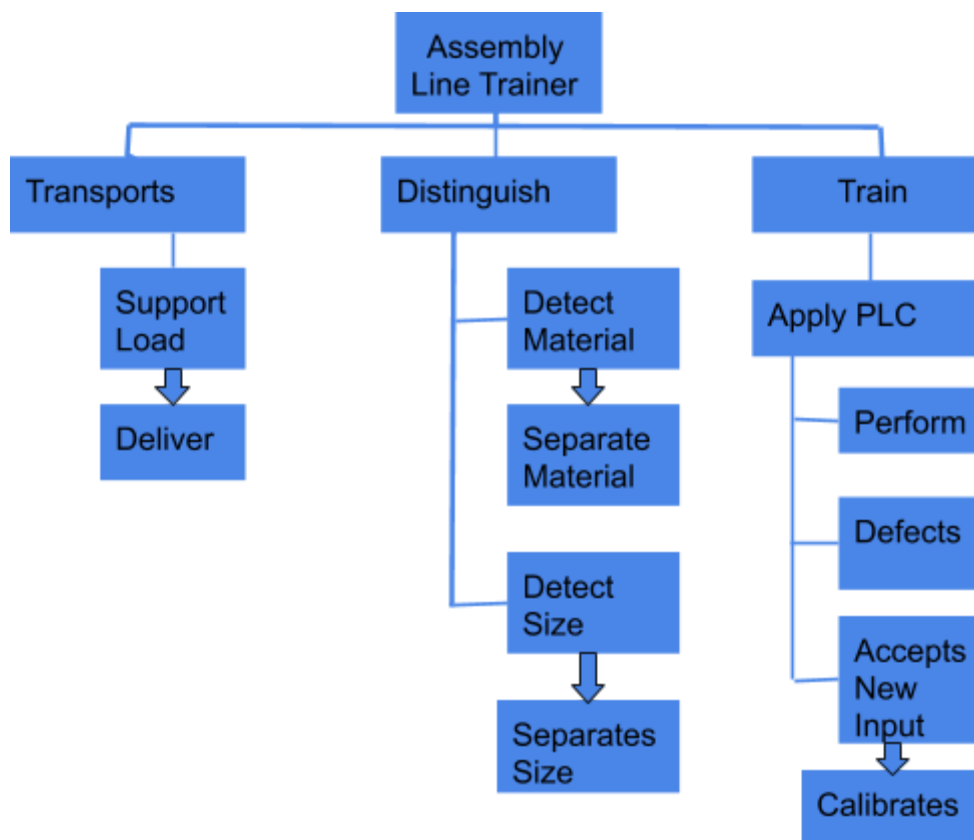 Assembly
Line Trainer
Transports
Distinguish
Train
Support
Load
Deliver
Detect
Material
Separate
Material
Detect
Size
Separates
Size
Apply PLC
Perform
Defects
Accepts
New
Input
Calibrates